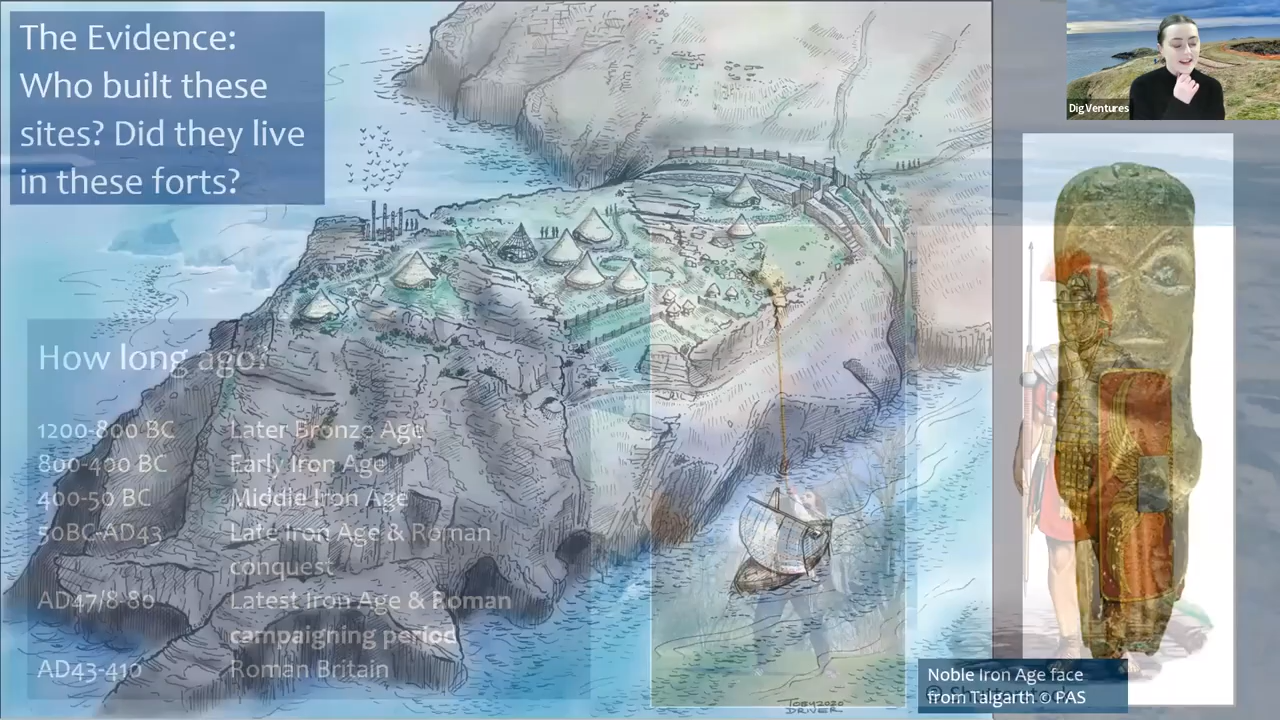 The Evidence:
Who built these
sites? Did they live
in these forts?
DigVentures
How long ago?
1200-800 BC Later Bronze Age
800-400 BC Early Iron Age
400-50 BC Middle Iron Age
50BC-AD43 Late Iron Age & Roman
conquest
AD47/8-80 Latest Iron Age & Roman
campaigning period
AD43-410 Roman Britain
TOBY 2020
DRIVER
Noble Iron Age face
from Talgarth © PAS